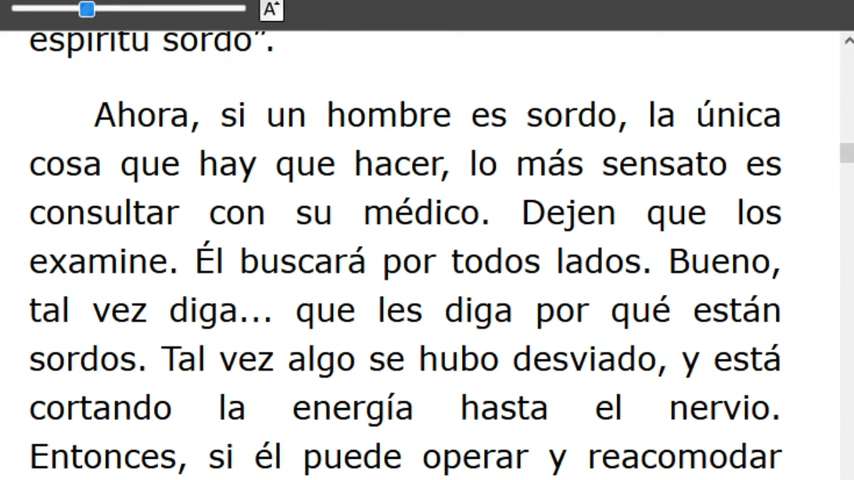 A
espíritu sordo”.
Ahora, si un hombre es sordo, la única
cosa que hay que hacer, lo más sensato es
consultar con su médico. Dejen que los
examine. Él buscará por todos lados. Bueno,
tal vez diga… que les diga por qué están
sordos. Tal vez algo se hubo desviado, y está
cortando la energía hasta el nervio.
Entonces, si él puede operar y reacomodar